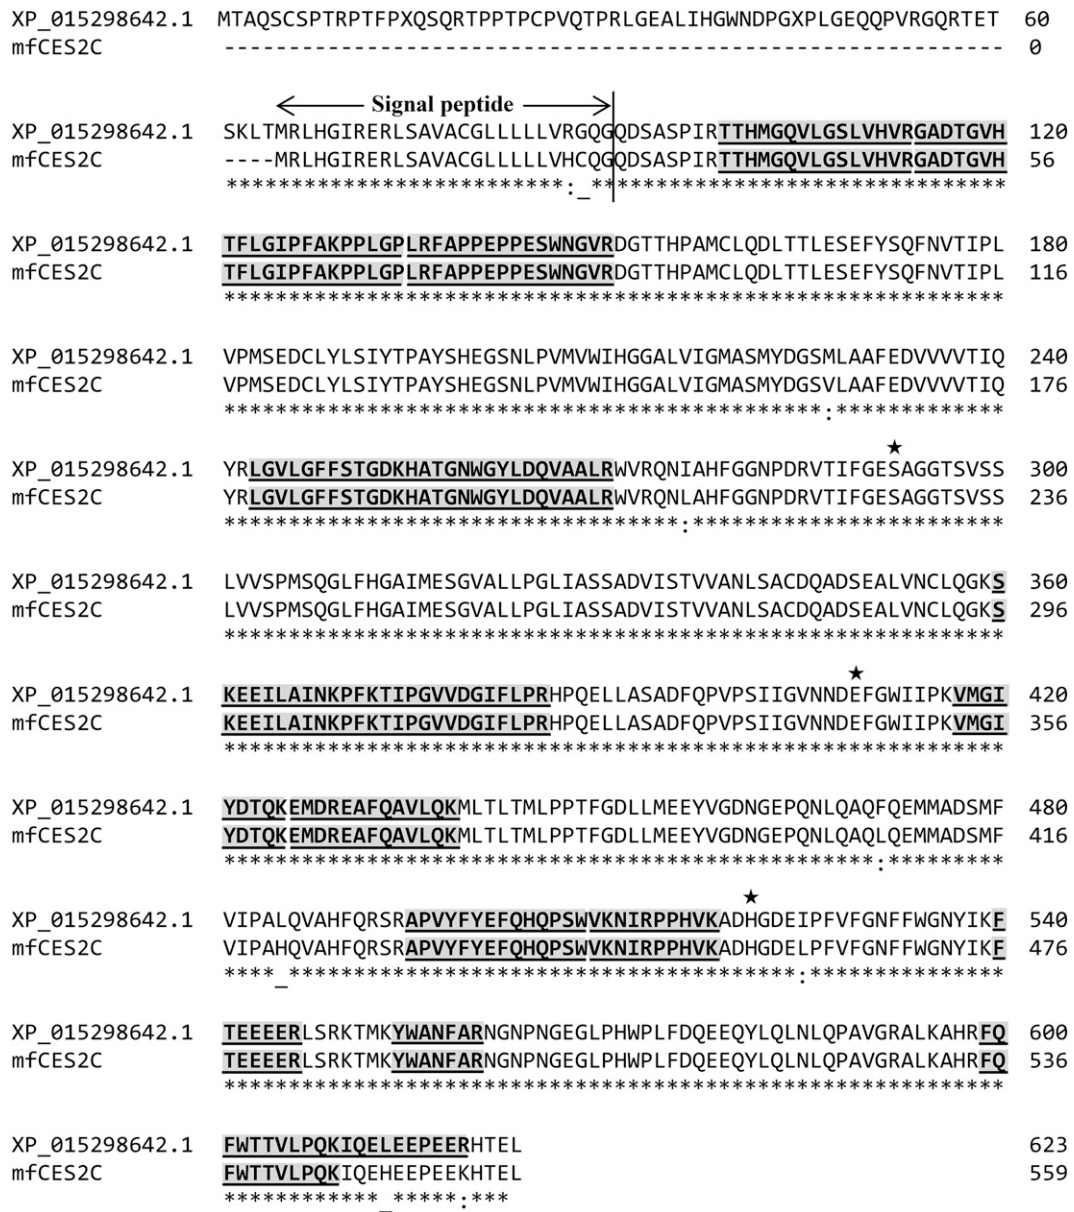 XP_015298642.1 MTAQSCSPTRPTFPXQSQRTPPTPCPVQTPRLGEALIHGWNDPGXPLGEQQPVRGQRTET 60
mfCES2C ------------------------------------------------------------ 0
Signal peptide
XP_015298642.1 SKLTMRLHGIRERLSAVACGLLLLLVRGQGQDSASPIRTTHMGQVLGSLVHVRGADTGVH 120
mfCES2C ----MRLHGIRERLSAVACGLLLLLVHCQGQDSASPIRTTHMGQVLGSLVHVRGADTGVH 56
**************************:_********************************
XP_015298642.1 TFLGIPFAKPPLGPLRFAPPEPPESWNGVRDGTTHPAMCLQDLTTLESEFYSQFNVTIPL 180
mfCES2C TFLGIPFAKPPLGPLRFAPPEPPESWNGVRDGTTHPAMCLQDLTTLESEFYSQFNVTIPL 116
************************************************************
XP_015298642.1 VPMSEDCLYLSIYTPAYSHEGSNLPVMVWIHGGALVIGMASMYDGSMLAAFEDVVVVTIQ 240
mfCES2C VPMSEDCLYLSIYTPAYSHEGSNLPVMVWIHGGALVIGMASMYDGSVLAAFEDVVVVTIQ 176
**********************************************:*************
★
XP_015298642.1 YRLGVLGFFSTGDKHATGNWGYLDQVAALRWVRQNIAHFGGNPDRVTIFGESAGGTSVSS 300
mfCES2C YRLGVLGFFSTGDKHATGNWGYLDQVAALRWVRQNLAHFGGNPDRVTIFGESAGGTSVSS 236
***********************************:************************
XP_015298642.1 LVVSPMSQGLFHGAIMESGVALLPGLIASSADVISTVVANLSACDQADSEALVNCLQGKS 360
mfCES2C LVVSPMSQGLFHGAIMESGVALLPGLIASSADVISTVVANLSACDQADSEALVNCLQGKS 296
************************************************************
★
XP_015298642.1 KEEILAINKPFKTIPGVVDGIFLPRHPQELLASADFQPVPSIIGVNNDEFGWIIPKVMGI 420
mfCES2C KEEILAINKPFKTIPGVVDGIFLPRHPQELLASADFQPVPSIIGVNNDEFGWIIPKVMGI 356
************************************************************
XP_015298642.1 YDTQKEMDREAFQAVLQKMLTLTMLPPTFGDLLMEEYVGDNGEPQNLQAQFQEMMADSMF 480
mfCES2C YDTQKEMDREAFQAVLQKMLTLTMLPPTFGDLLMEEYVGDNGEPQNLQAQLQEMMADSMF 416
**************************************************:*********
★
XP_015298642.1 VIPALQVAHFQRSRAPVYFYEFQHQPSWVKNIRPPHVKADHGDEIPFVFGNFFWGNYIKF 540
mfCES2C VIPAHQVAHFQRSRAPVYFYEFQHQPSWVKNIRPPHVKADHGDELPFVFGNFFWGNYIKF 476
****_***************************************:***************
XP_015298642.1 TEEEERLSRKTMKYWANFARNGNPNGEGLPHWPLFDQEEQYLQLNLQPAVGRALKAHRFQ 600
mfCES2C TEEEERLSRKTMKYWANFARNGNPNGEGLPHWPLFDQEEQYLQLNLQPAVGRALKAHRFQ 536
************************************************************
XP_015298642.1 FWTTVLPQKIQELEEPEERHTEL 623
mfCES2C FWTTVLPQKIQEHEEPEEKHTEL 559
************_*****:***